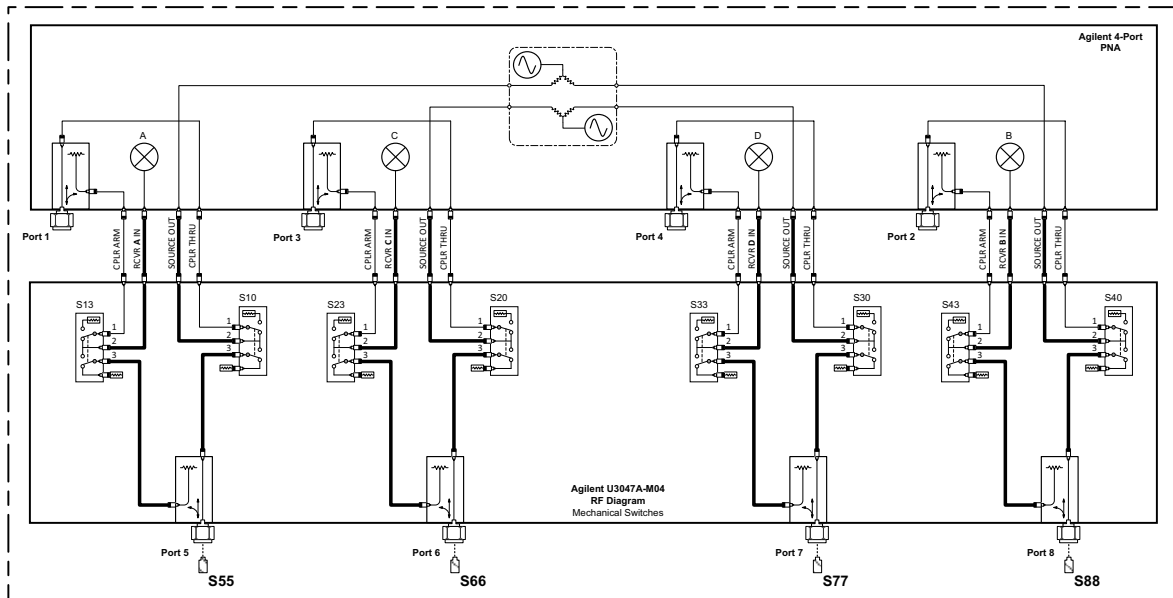 Agilent 4-Port
PNA
A
C
D
B
Port 1
Port 3
Port 4
Port 2
CPLR ARM
RCVR A IN
SOURCE OUT
CPLR THRU
CPLR ARM
RCVR C IN
SOURCE OUT
CPLR THRU
CPLR ARM
RCVR D IN
SOURCE OUT
CPLR THRU
CPLR ARM
RCVR B IN
SOURCE OUT
CPLR THRU
S13
1
2
3
S10
1
2
3
S23
1
2
3
S20
1
2
3
S33
1
2
3
S30
1
2
3
S43
1
2
3
S40
1
2
3
Agilent U3047A-M04
RF Diagram
Mechanical Switches
Port 5
Port 6
Port 7
Port 8
S55
S66
S77
S88